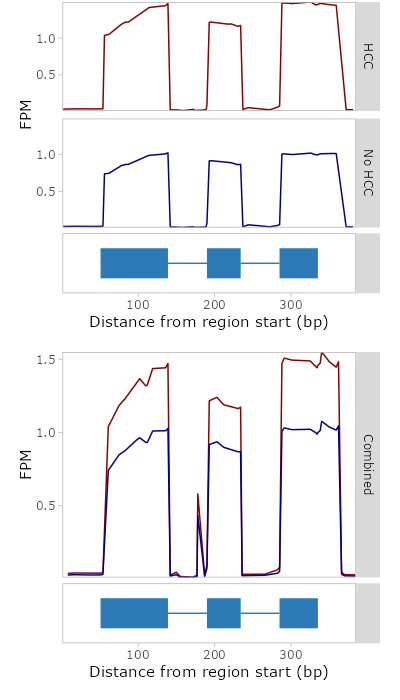 1.0
0.5
HCC
FPM
1.0
0.5
No HCC
100 200 300
Distance from region start (bp)
1.5
1.0
0.5
FPM
Combined
100 200 300
Distance from region start (bp)